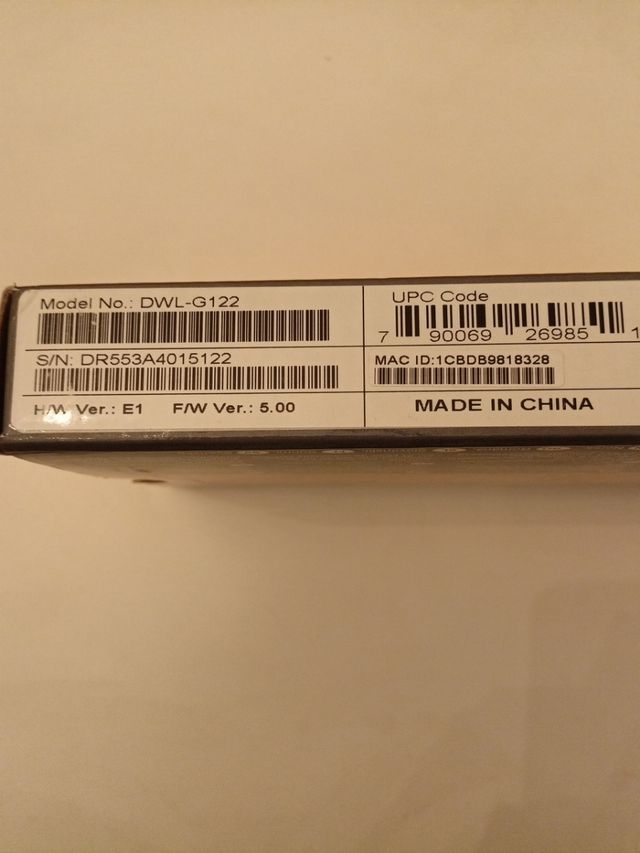 Model No.: DWL-G122
S/N: DR553A4015122
H/W Ver.: E1 F/W Ver.: 5.00
UPC Code
7 90069 26985 1
MAC ID:1CBDB9818328
MADE IN CHINA